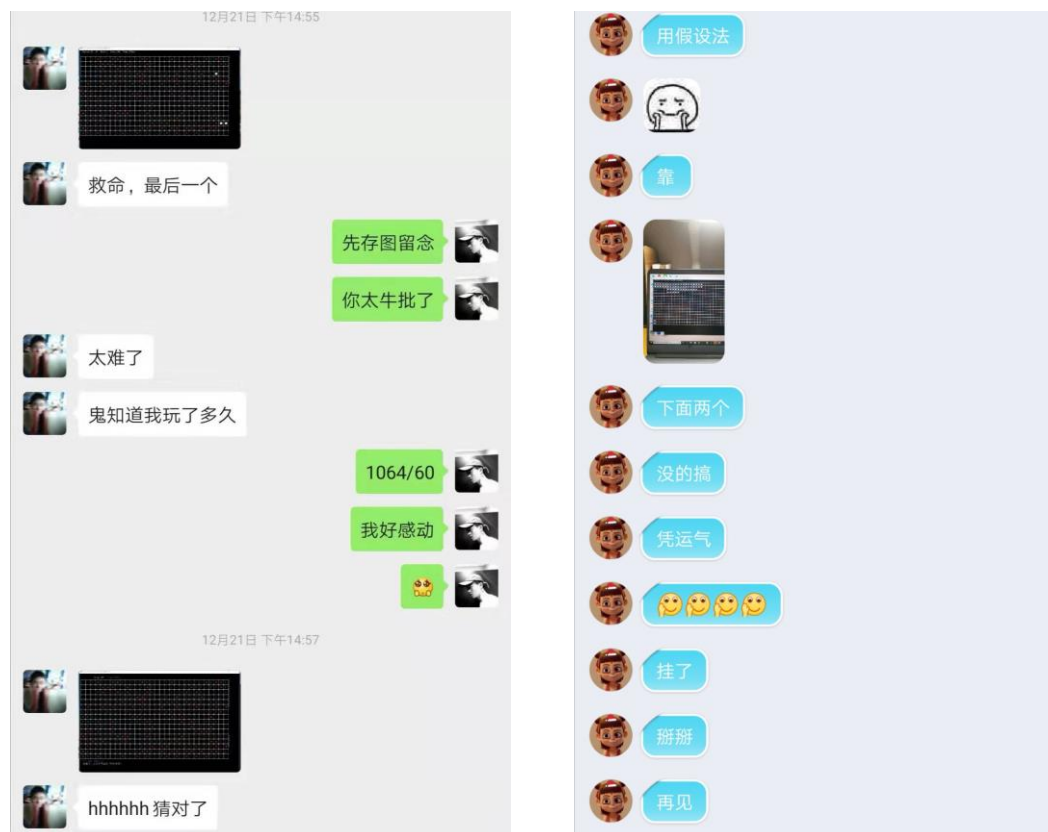 12月21日 下午14:55
救命，最后一个
先存图留念
你太牛批了
太难了
鬼知道我玩了多久
1064/60
我好感动
12月21日 下午14:57
hhhhhh 猜对了
用假设法
靠
下面两个
没的搞
凭运气
挂了
掰掰
再见